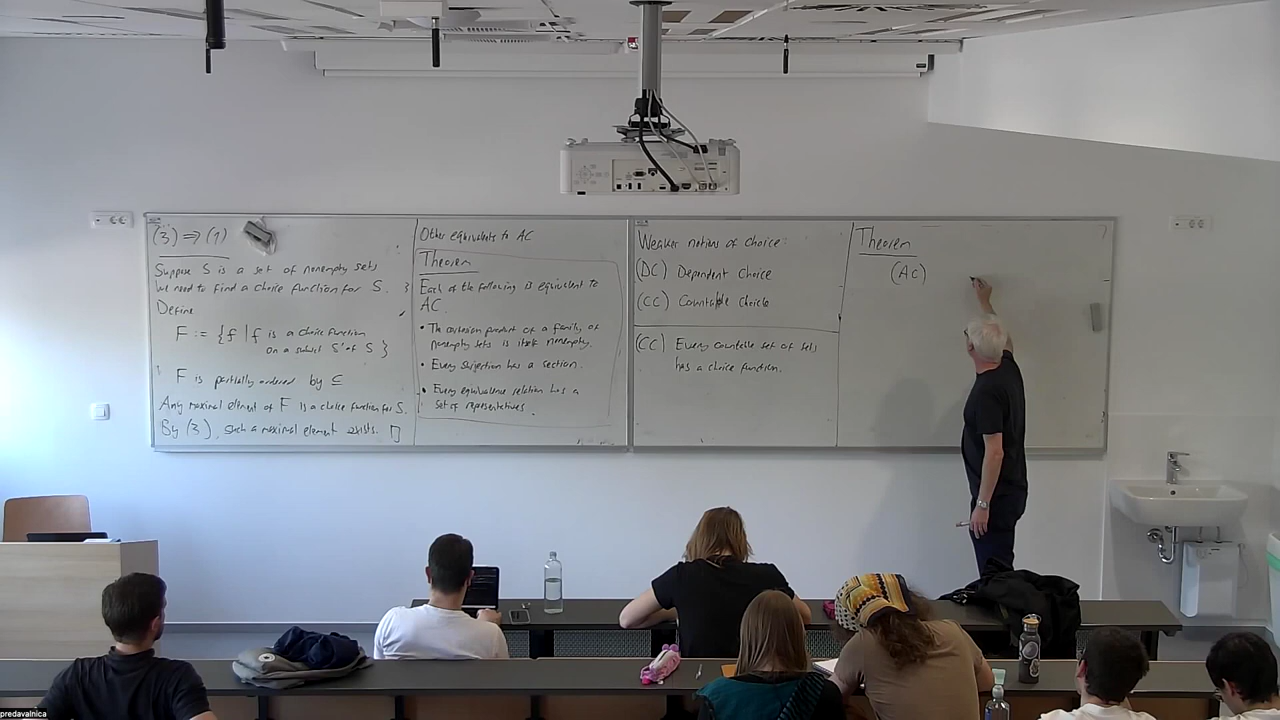 (3) ⇒ (1)
Suppose S is a set of nonempty sets
We need to find a choice function for S.
Define
F := {f | f is a choice function
on a subset S' of S }
F is partially ordered by ⊆
Any maximal element of F is a choice function for S.
By (3), such a maximal element exists. □
Other equivalents to AC
Theorem
Each of the following is equivalent to
AC.
• The cartesian product of a family of
nonempty sets is itself nonempty.
• Every surjection has a section.
• Every equivalence relation has a
set of representatives.
Weaker notions of choice:
(DC) Dependent Choice
(CC) Countable Choice
(CC) Every countable set of sets
has a choice function.
Theorem
(AC)
predavalnica